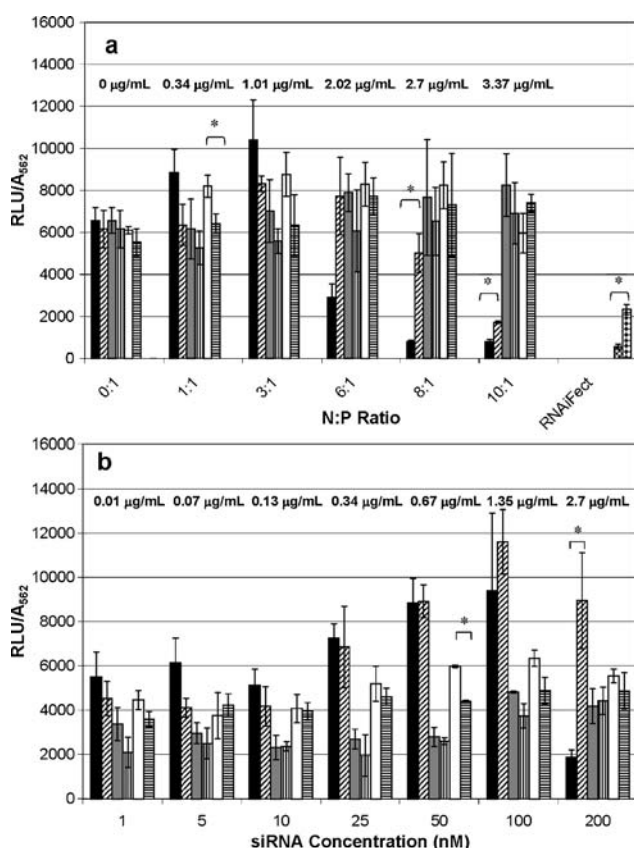 16000
a
14000
0 µg/mL 0.34 µg/mL 1.01 µg/mL 2.02 µg/mL 2.7 µg/mL 3.37 µg/mL
12000
*
10000
RLU/A562
8000
*
6000
4000
* *
2000
0
0:1 1:1 3:1 6:1 8:1 10:1 RNAiFect
N:P Ratio
16000
b
14000
0.01 µg/mL 0.07 µg/mL 0.13 µg/mL 0.34 µg/mL 0.67 µg/mL 1.35 µg/mL 2.7 µg/mL
12000
*
10000
RLU/A562
8000
*
6000
4000
2000
0
1 5 10 25 50 100 200
siRNA Concentration (nM)